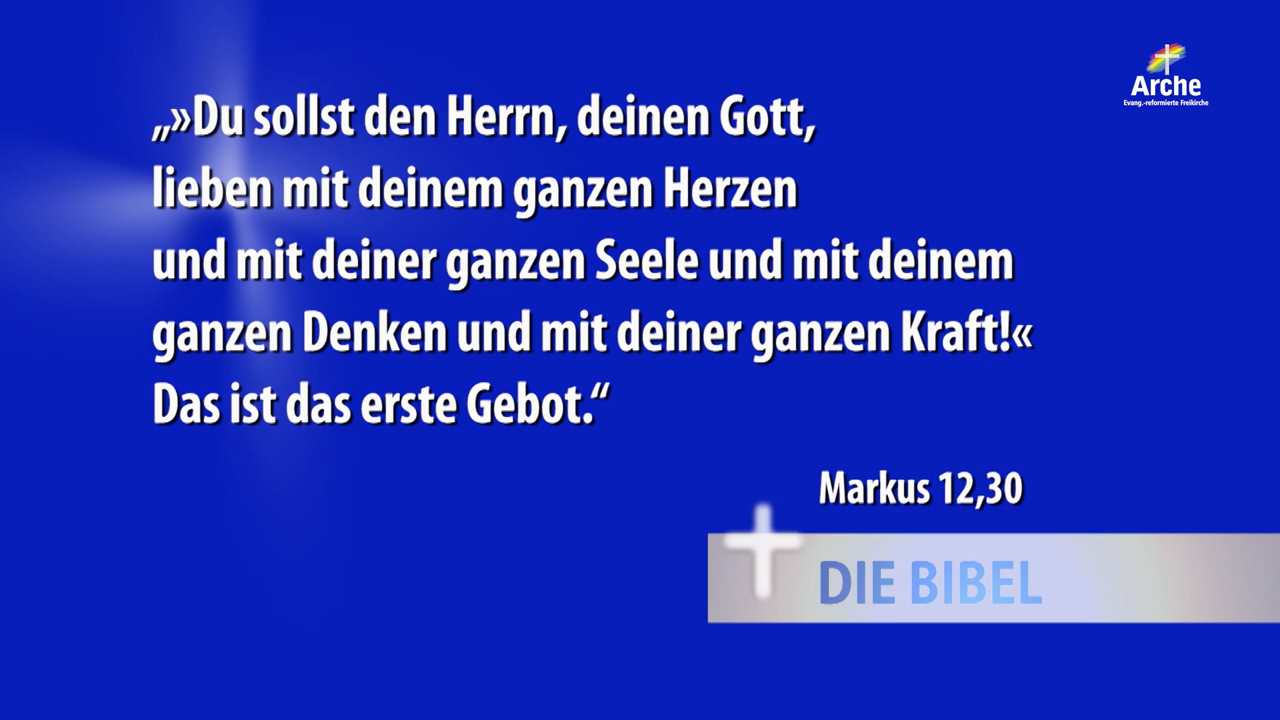 Arche
Evang.-reformierte Freikirche
„»Du sollst den Herrn, deinen Gott,
lieben mit deinem ganzen Herzen
und mit deiner ganzen Seele und mit deinem
ganzen Denken und mit deiner ganzen Kraft!«
Das ist das erste Gebot.“
Markus 12,30
DIE BIBEL